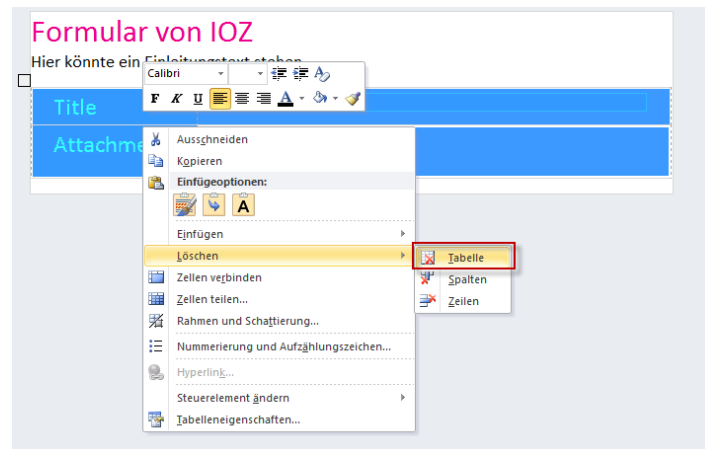 Formular von IOZ
Hier könnte ein Einleitungstext stehen
Calibri
F K U A
Title
Attachme
Ausschneiden
Kopieren
Einfügeoptionen:
A
Einfügen
Löschen
Tabelle
Zellen verbinden
Spalten
Zellen teilen...
Zeilen
Rahmen und Schattierung...
Nummerierung und Aufzählungszeichen...
Hyperlink...
Steuerelement ändern
Tabelleneigenschaften...